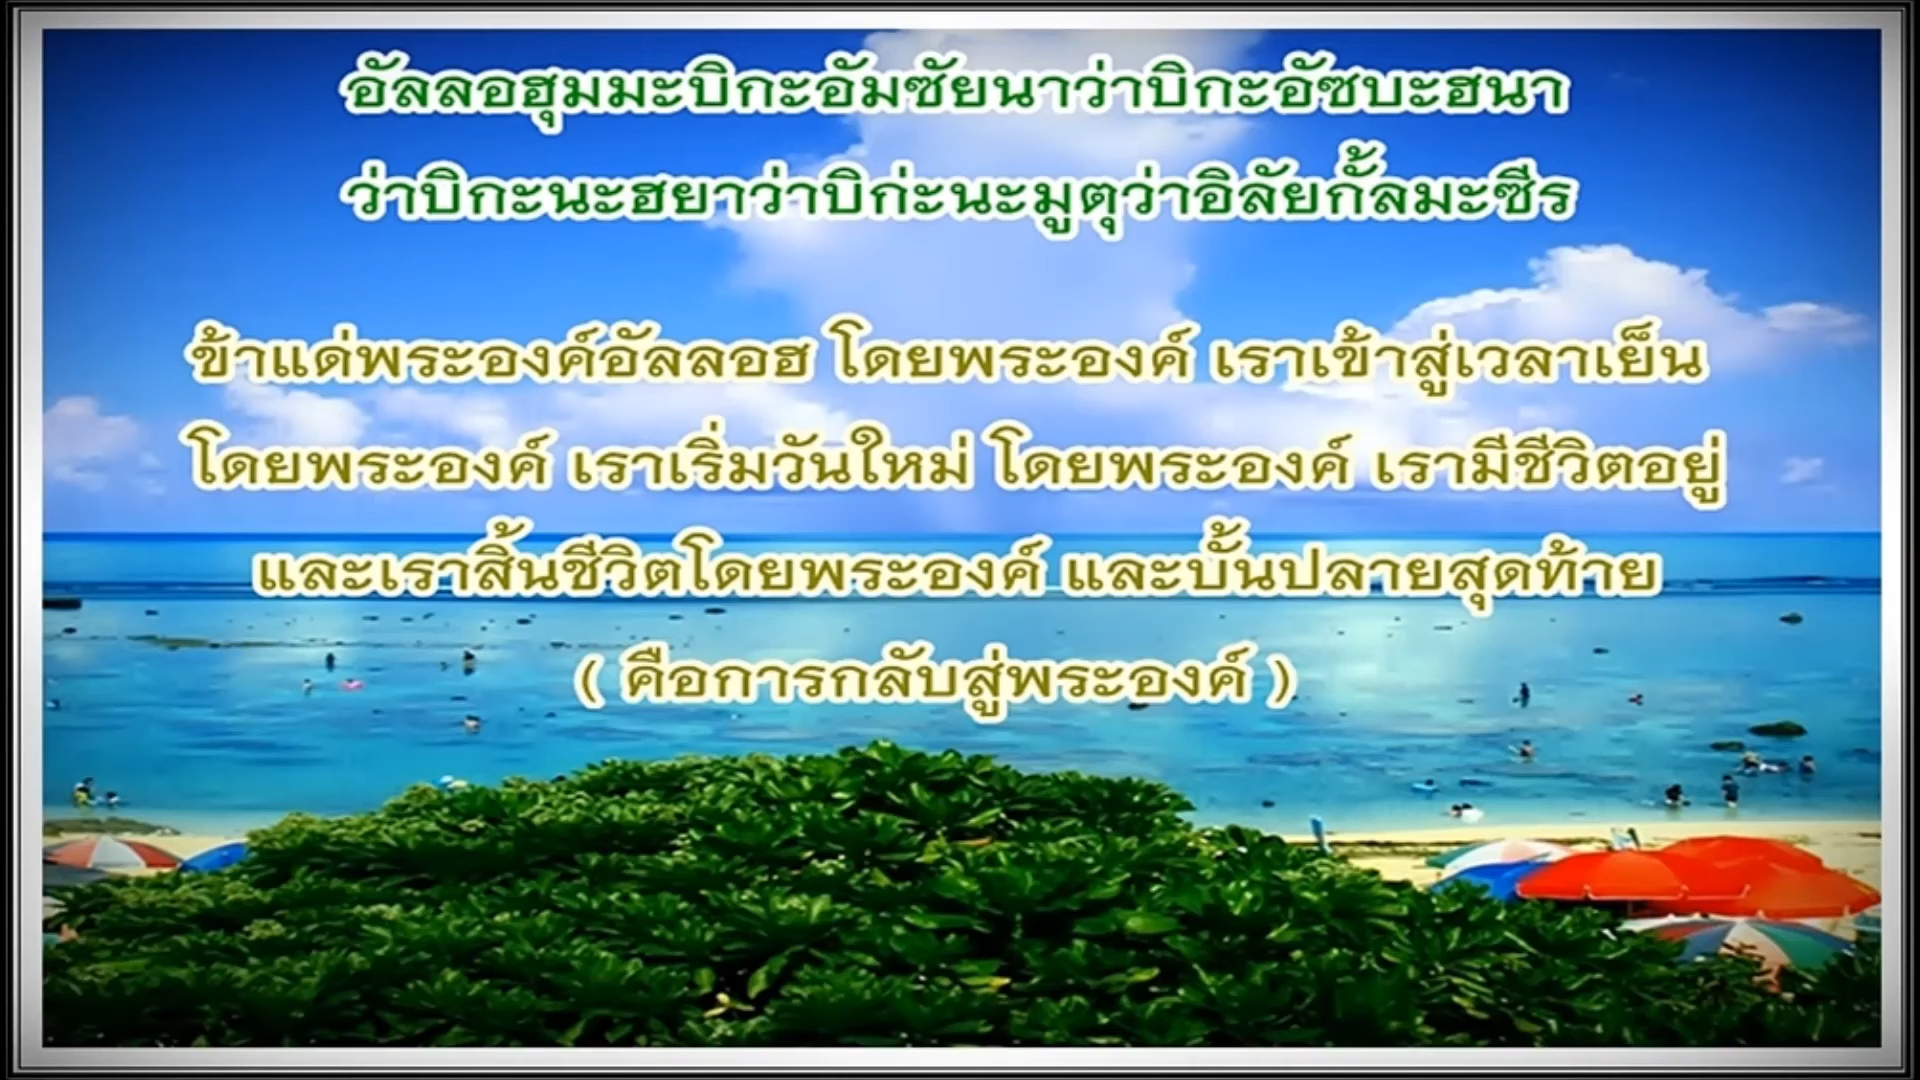 อัลลอฮุมมะบิกะอัมซัยนาว่าบิกะอัซบะฮนา
ว่าบิกะนะฮยาว่าบิก่ะนะมูตุว่าอิลัยกั้ลมะซีร
ข้าแด่พระองค์อัลลอฮ โดยพระองค์ เราเข้าสู่เวลาเย็น
โดยพระองค์ เราเริ่มวันใหม่ โดยพระองค์ เรามีชีวิตอยู่
และเราสิ้นชีวิตโดยพระองค์ และบั้นปลายสุดท้าย
( คือการกลับสู่พระองค์ )